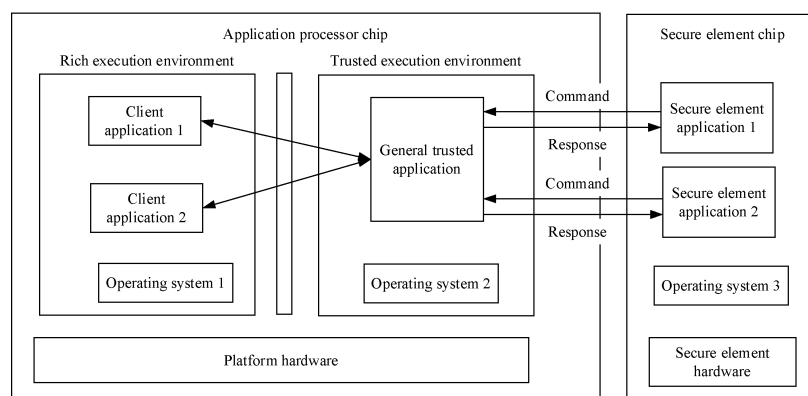 Application processor chip
Secure element chip
Rich execution environment
Trusted execution environment
Client
application 1
Client
application 2
General trusted
application
Command
Response
Command
Response
Secure element
application 1
Secure element
application 2
Operating system 1
Operating system 2
Operating system 3
Platform hardware
Secure element
hardware